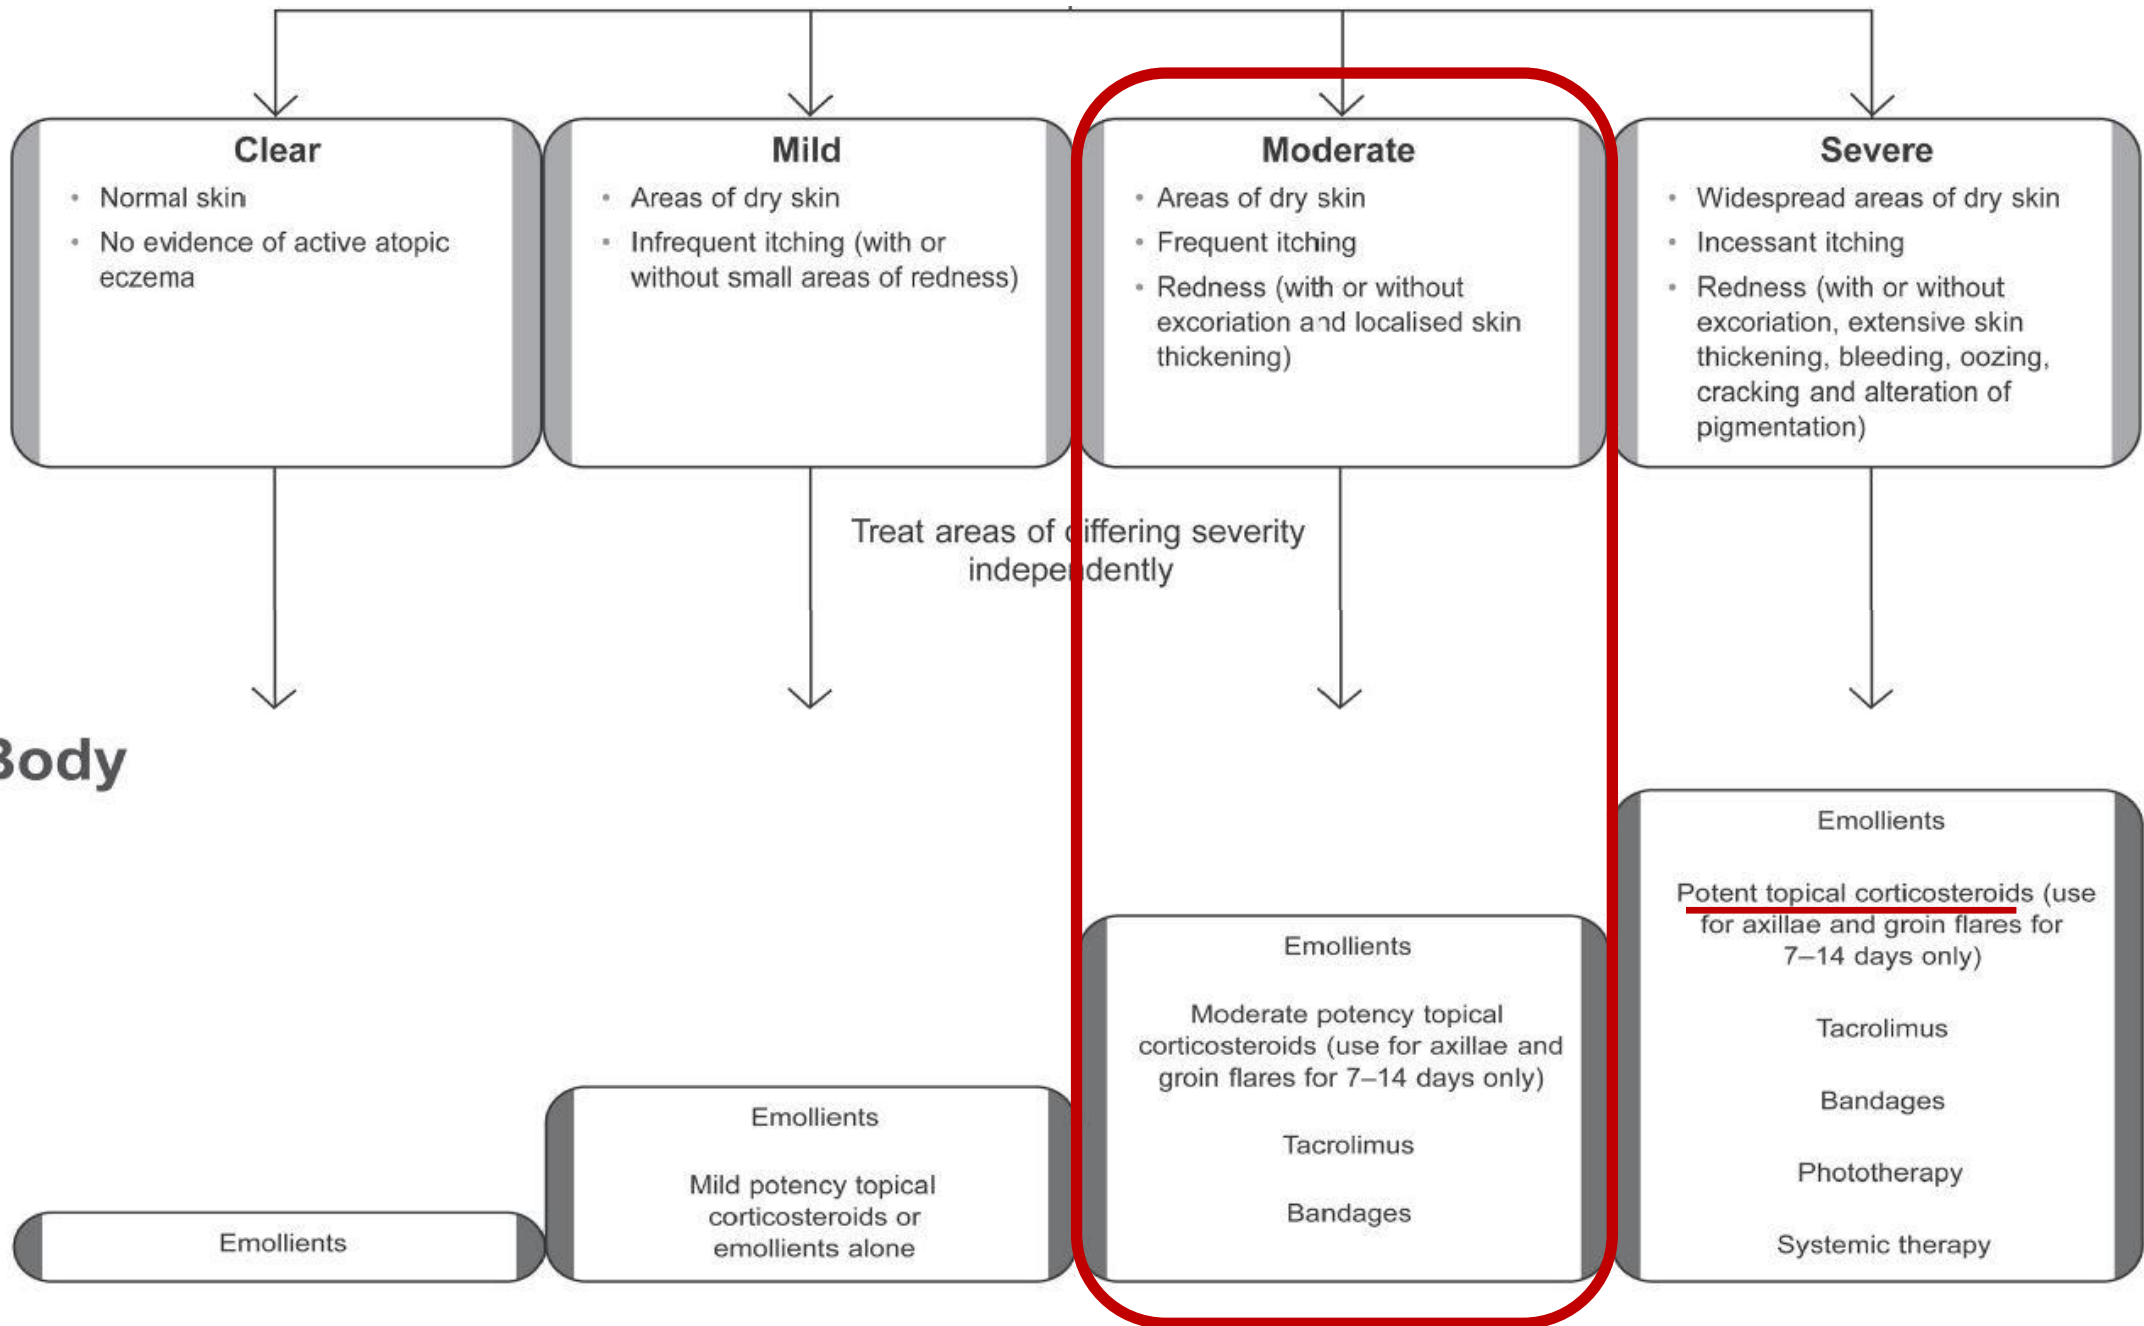 Clear
• Normal skin
• No evidence of active atopic
eczema
Mild
• Areas of dry skin
• Infrequent itching (with or
without small areas of redness)
Moderate
• Areas of dry skin
• Frequent itching
• Redness (with or without
excoriation and localised skin
thickening)
Severe
• Widespread areas of dry skin
• Incessant itching
• Redness (with or without
excoriation, extensive skin
thickening, bleeding, oozing,
cracking and alteration of
pigmentation)
Treat areas of differing severity
independently
Body
Emollients
Emollients
Mild potency topical
corticosteroids or
emollients alone
Emollients
Moderate potency topical
corticosteroids (use for axillae and
groin flares for 7–14 days only)
Tacrolimus
Bandages
Emollients
Potent topical corticosteroids (use
for axillae and groin flares for
7–14 days only)
Tacrolimus
Bandages
Phototherapy
Systemic therapy